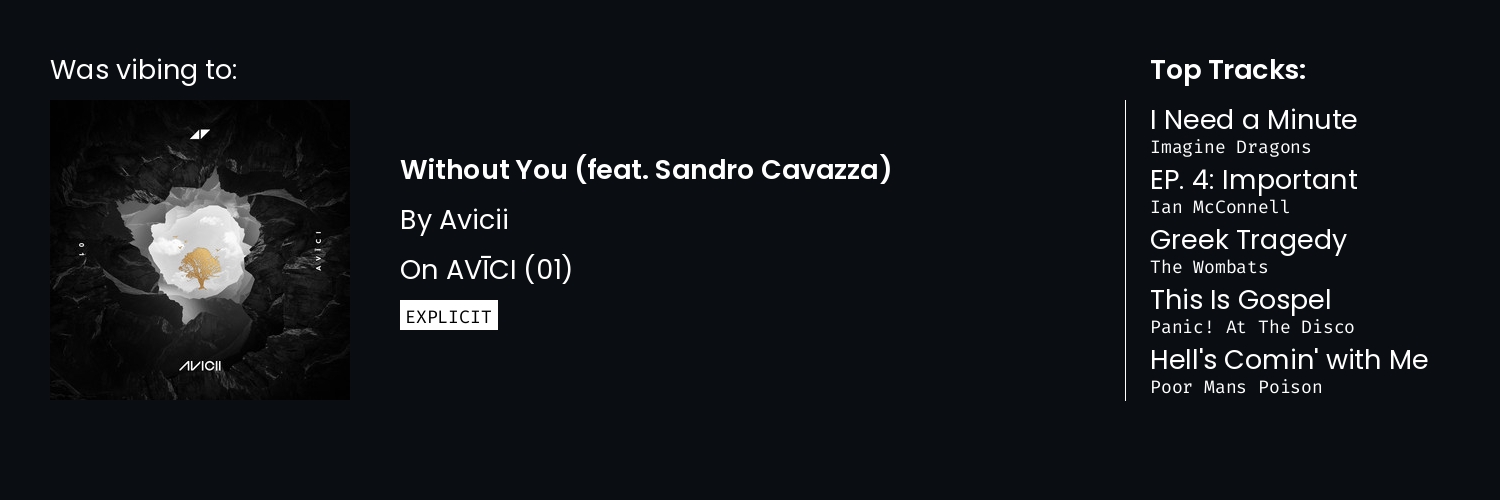 Was vibing to:
01
AVĪCI
AVICII
Without You (feat. Sandro Cavazza)
By Avicii
On AVĪCI (01)
EXPLICIT
Top Tracks:
I Need a Minute
Imagine Dragons
EP. 4: Important
Ian McConnell
Greek Tragedy
The Wombats
This Is Gospel
Panic! At The Disco
Hell's Comin' with Me
Poor Mans Poison